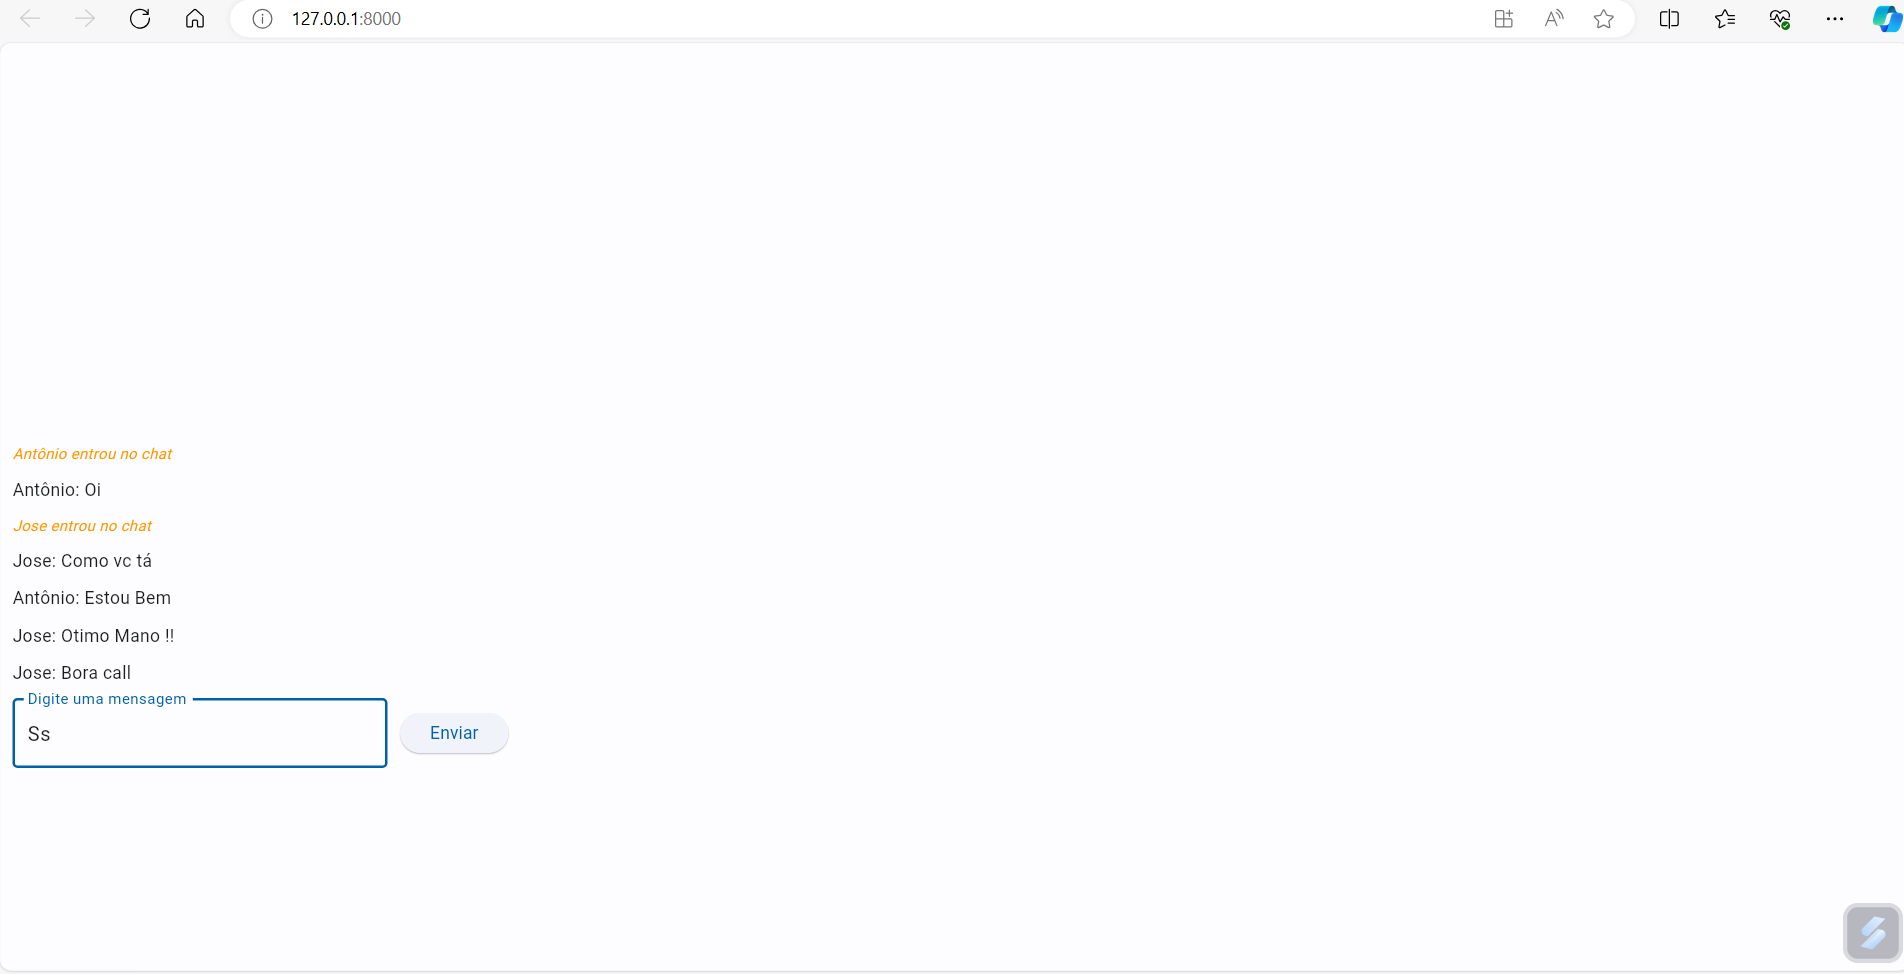 127.0.0.1:8000
Antônio entrou no chat
Antônio: Oi
Jose entrou no chat
Jose: Como vc tá
Antônio: Estou Bem
Jose: Otimo Mano !!
Jose: Bora call
Digite uma mensagem
Ss
Enviar